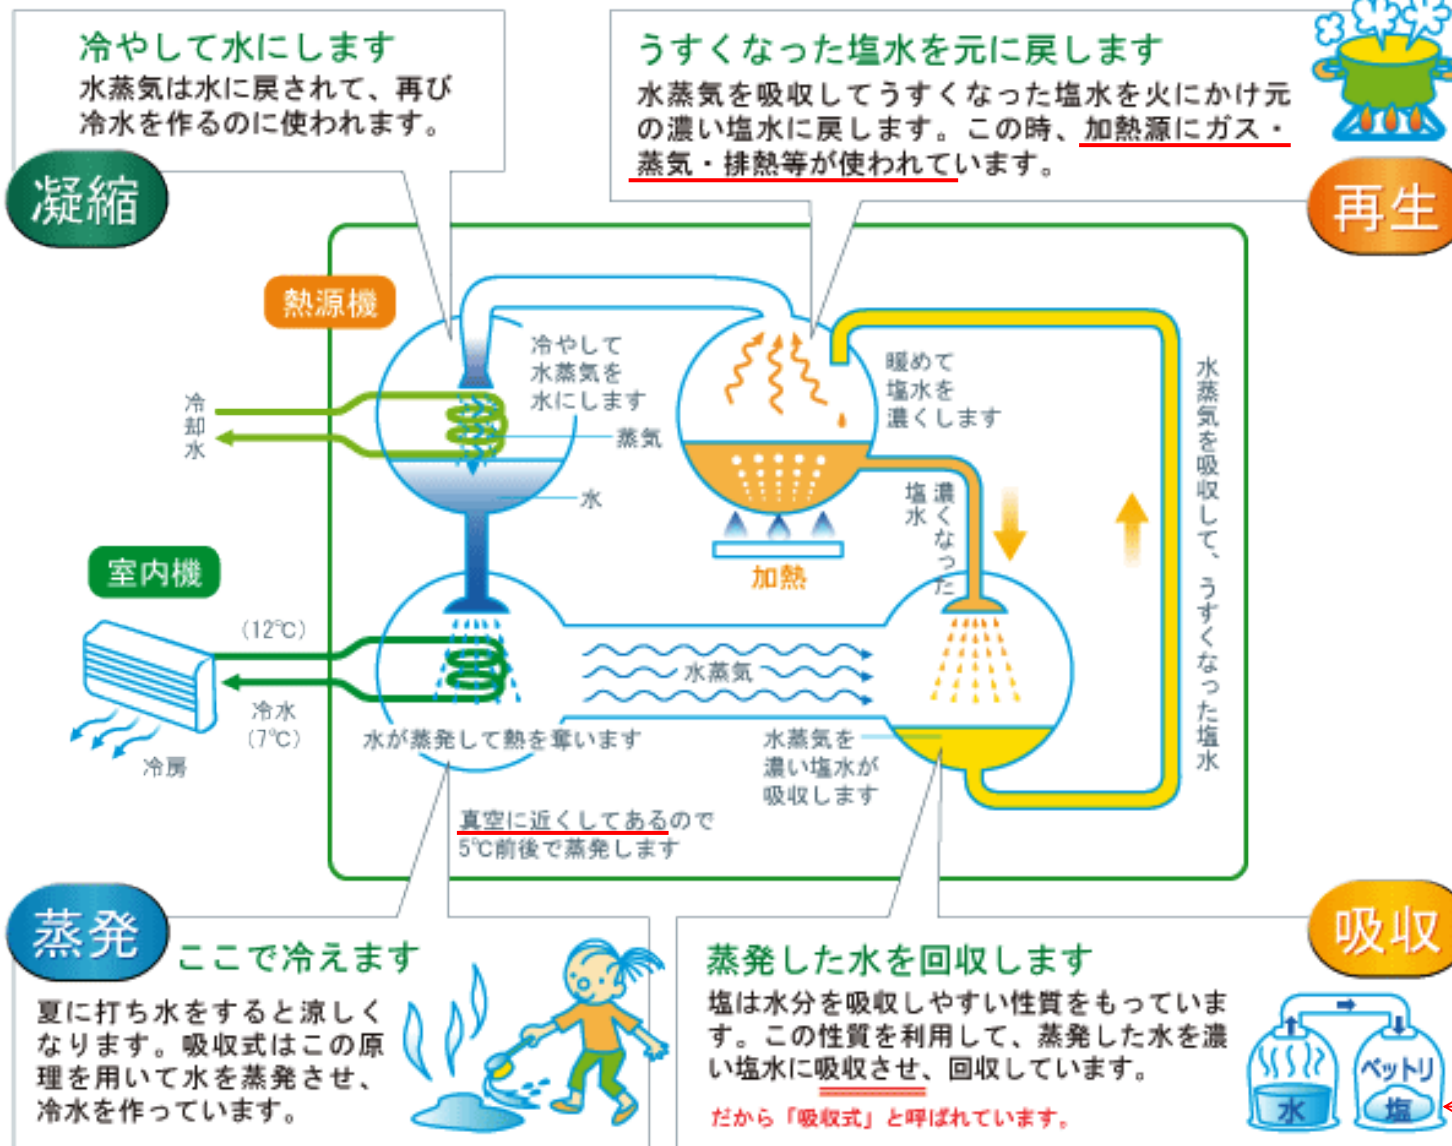 冷やして水にします
水蒸気は水に戻されて、再び
冷水を作るのに使われます。
凝縮
うすくなった塩水を元に戻します
水蒸気を吸収してうすくなった塩水を火にかけ元
の濃い塩水に戻します。この時、加熱源にガス・
蒸気・排熱等が使われています。
再生
熱源機
冷やして
水蒸気を
水にします
蒸気
水
冷却水
暖めて
塩水を
濃くします
濃くなった
塩水
加熱
水蒸気を吸収して、うすくなった塩水
室内機
(12℃)
冷水
(7℃)
冷房
水が蒸発して熱を奪います
水蒸気
水蒸気を
濃い塩水が
吸収します
真空に近くしてあるので
5℃前後で蒸発します
蒸発
ここで冷えます
夏に打ち水をすると涼しく
なります。吸収式はこの原
理を用いて水を蒸発させ、
冷水を作っています。
吸収
蒸発した水を回収します
塩は水分を吸収しやすい性質をもっていま
す。この性質を利用して、蒸発した水を濃
い塩水に吸収させ、回収しています。
だから「吸収式」と呼ばれています。
水
ベットリ
塩